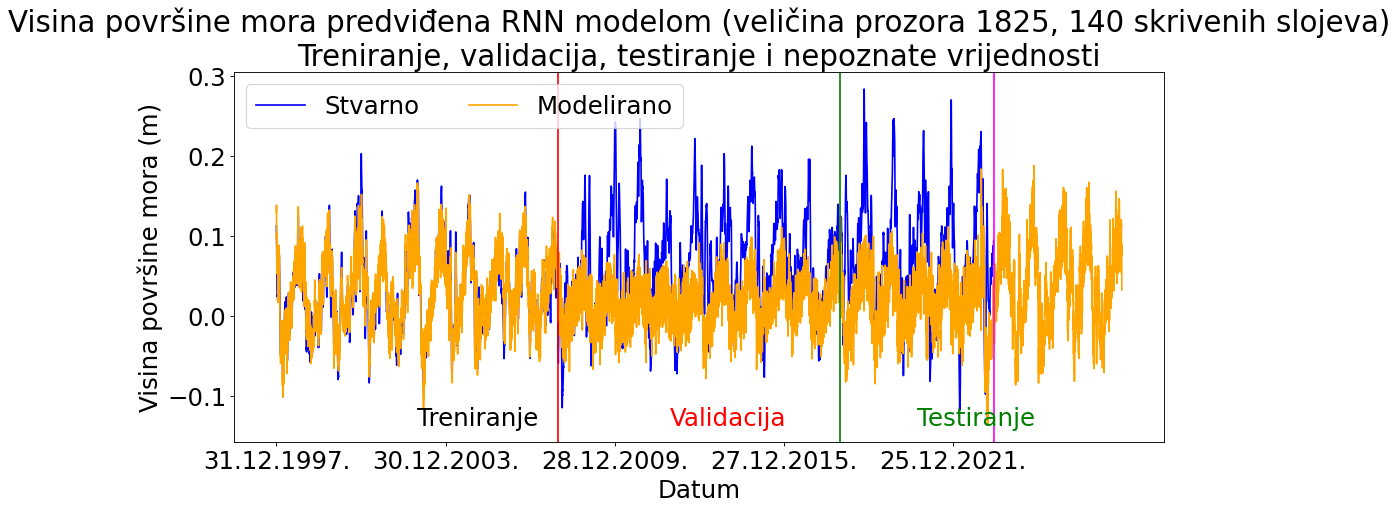 Visina površine mora predviđena RNN modelom (veličina prozora 1825, 140 skrivenih slojeva)
Treniranje, validacija, testiranje i nepoznate vrijednosti
Stvarno
Modelirano
Visina površine mora (m)
0.3
0.2
0.1
0.0
−0.1
Treniranje
Validacija
Testiranje
31.12.1997.
30.12.2003.
28.12.2009.
27.12.2015.
25.12.2021.
Datum